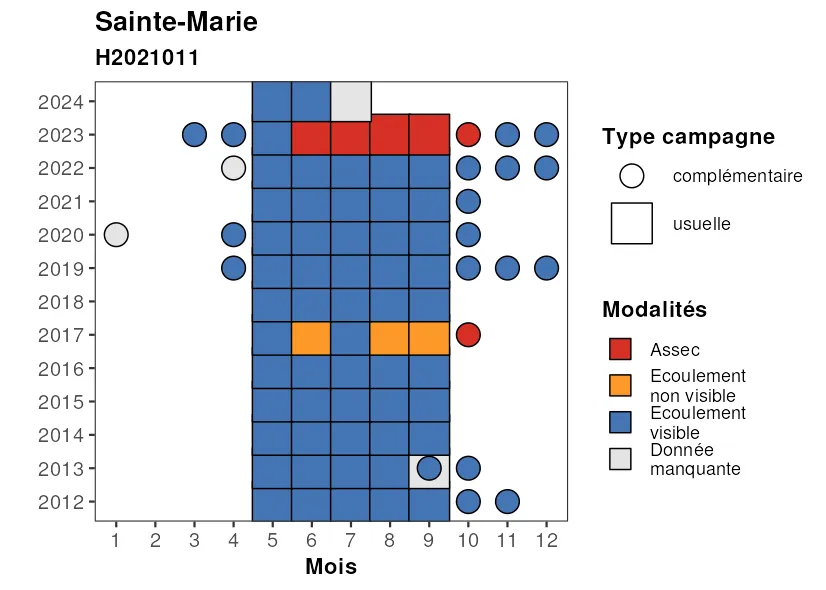 Sainte-Marie
H2021011
2024
2023
2022
2021
2020
2019
2018
2017
2016
2015
2014
2013
2012
1 2 3 4 5 6 7 8 9 10 11 12
Mois
Type campagne
complémentaire
usuelle
Modalités
Assec
Ecoulement
non visible
Ecoulement
visible
Donnée
manquante